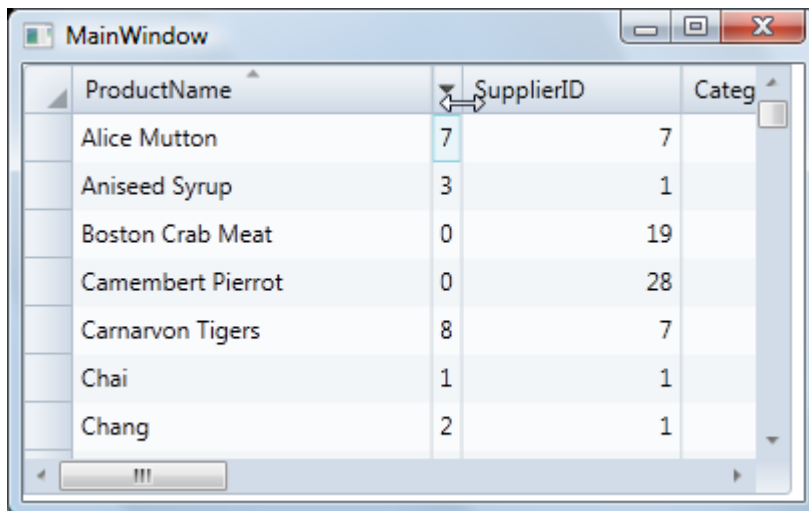 MainWindow
ProductName SupplierID Categ
Alice Mutton 7 7
Aniseed Syrup 3 1
Boston Crab Meat 0 19
Camembert Pierrot 0 28
Carnarvon Tigers 8 7
Chai 1 1
Chang 2 1